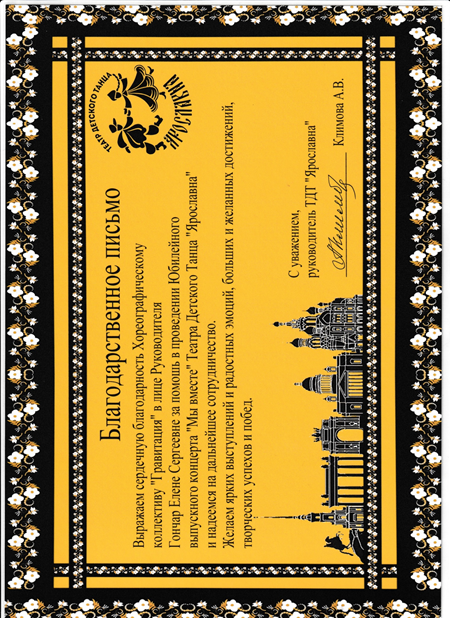 ТЕАТР ДЕТСКОГО ТАНЦА
ЯРОСЛАВНА
Благодарственное письмо
Выражаем сердечную благодарность Хореографическому
коллективу "Гравитация" в лице Руководителя
Гончар Елене Сергеевне за помощь в проведении Юбилейного
выпускного концерта "Мы вместе" Театра Детского Танца "Ярославна"
и надеемся на дальнейшее сотрудничество.
Желаем ярких выступлений и радостных эмоций, больших и желанных достижений,
творческих успехов и побед.
С уважением,
руководитель ТДТ "Ярославна"
Климова А.В.